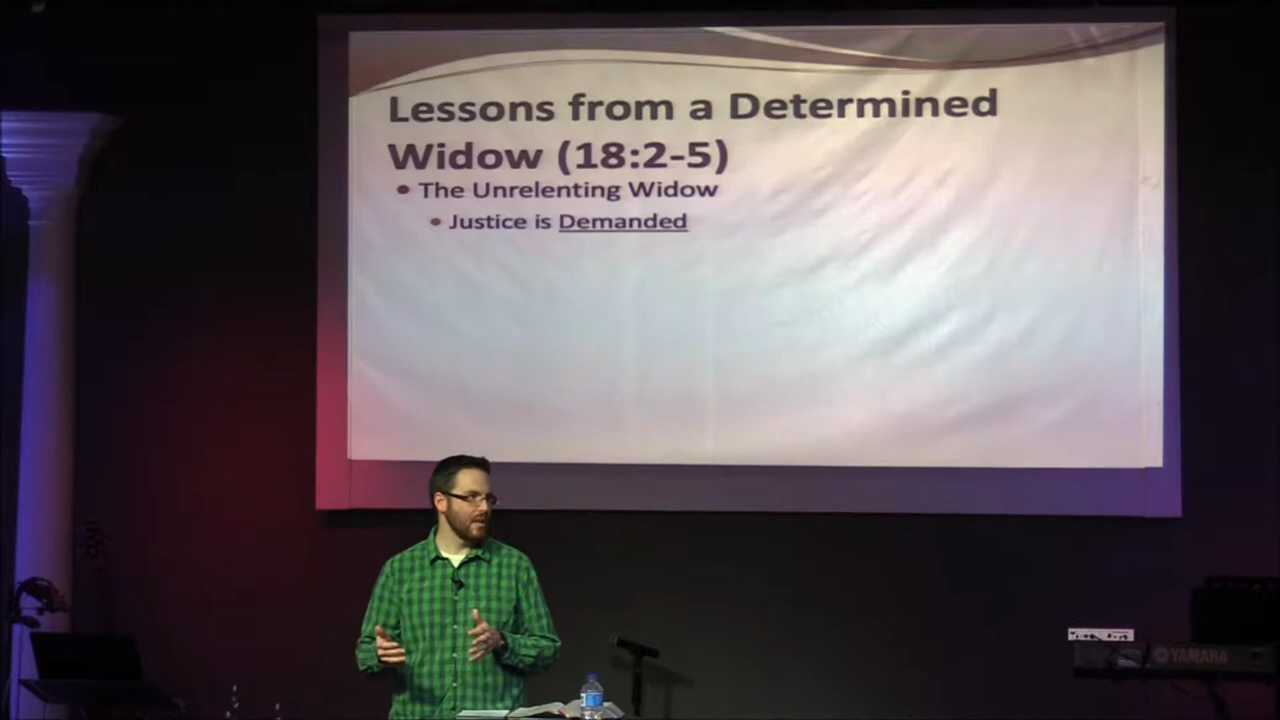 Lessons from a Determined
Widow (18:2-5)
• The Unrelenting Widow
• Justice is Demanded
YAMAHA